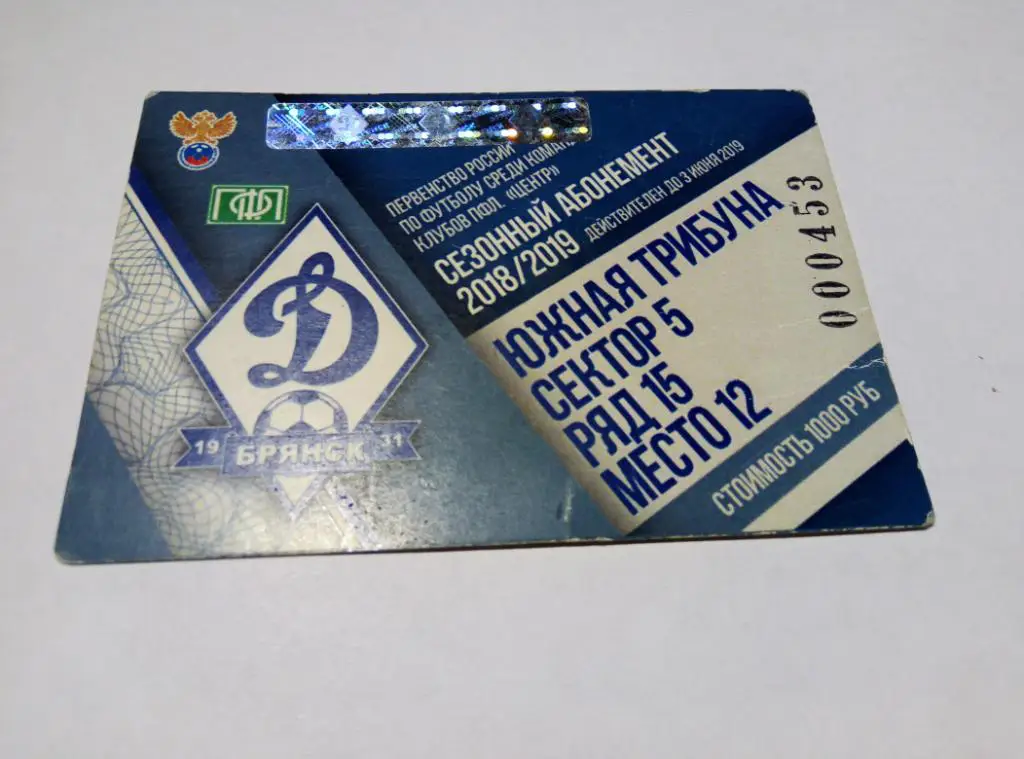 ПФЛ
Д
19 БРЯНСК 31
ПЕРВЕНСТВО РОССИИ
ПО ФУТБОЛУ СРЕДИ
КЛУБОВ ПФЛ "ЦЕНТР"
СЕЗОННЫЙ АБОНЕМЕНТ
2018/2019 ДЕЙСТВИТЕЛЕН ДО 3 ИЮНЯ 2019
ЮЖНАЯ ТРИБУНА
СЕКТОР 5
РЯД 15
МЕСТО 12
000453
СТОИМОСТЬ 1000 РУБ